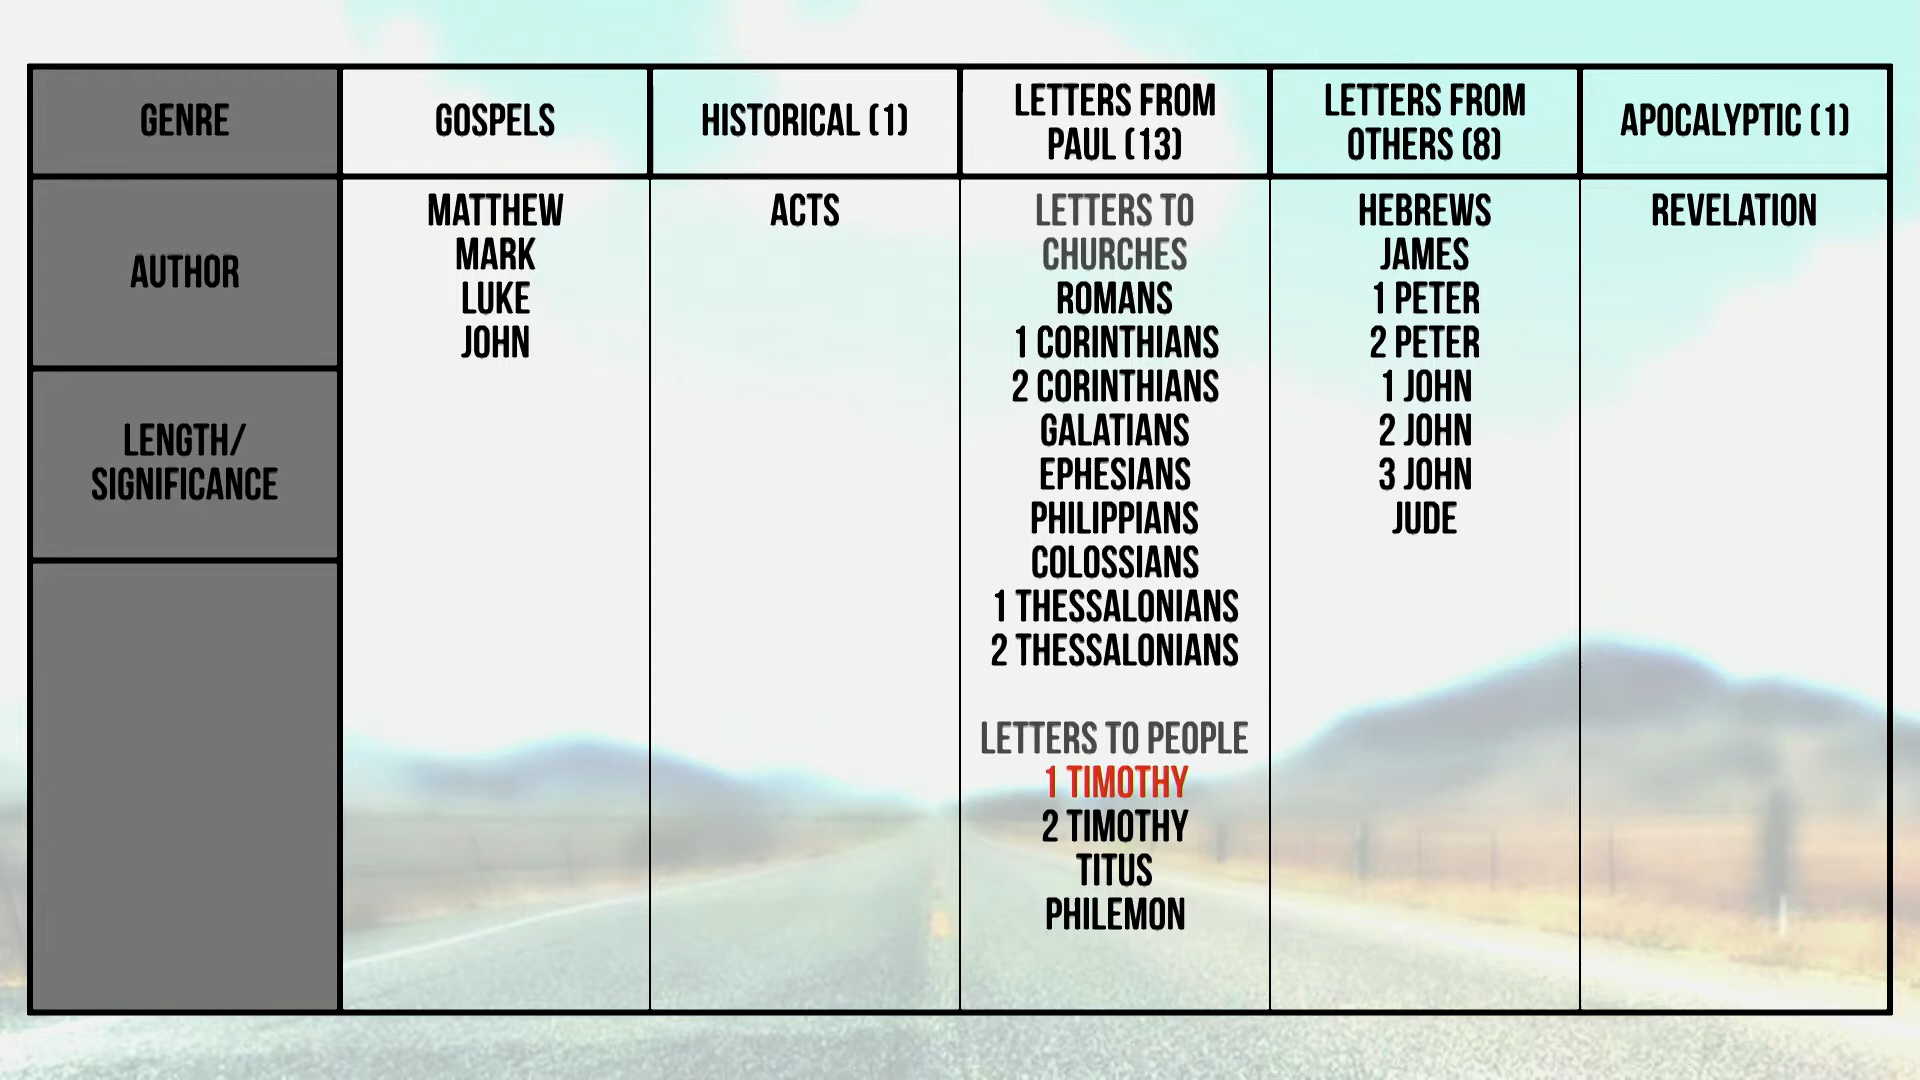 GENRE
GOSPELS
HISTORICAL (1)
LETTERS FROM
PAUL (13)
LETTERS FROM
OTHERS (8)
APOCALYPTIC (1)
AUTHOR
LENGTH/
SIGNIFICANCE
MATTHEW
MARK
LUKE
JOHN
ACTS
LETTERS TO
CHURCHES
ROMANS
1 CORINTHIANS
2 CORINTHIANS
GALATIANS
EPHESIANS
PHILIPPIANS
COLOSSIANS
1 THESSALONIANS
2 THESSALONIANS
LETTERS TO PEOPLE
1 TIMOTHY
2 TIMOTHY
TITUS
PHILEMON
HEBREWS
JAMES
1 PETER
2 PETER
1 JOHN
2 JOHN
3 JOHN
JUDE
REVELATION